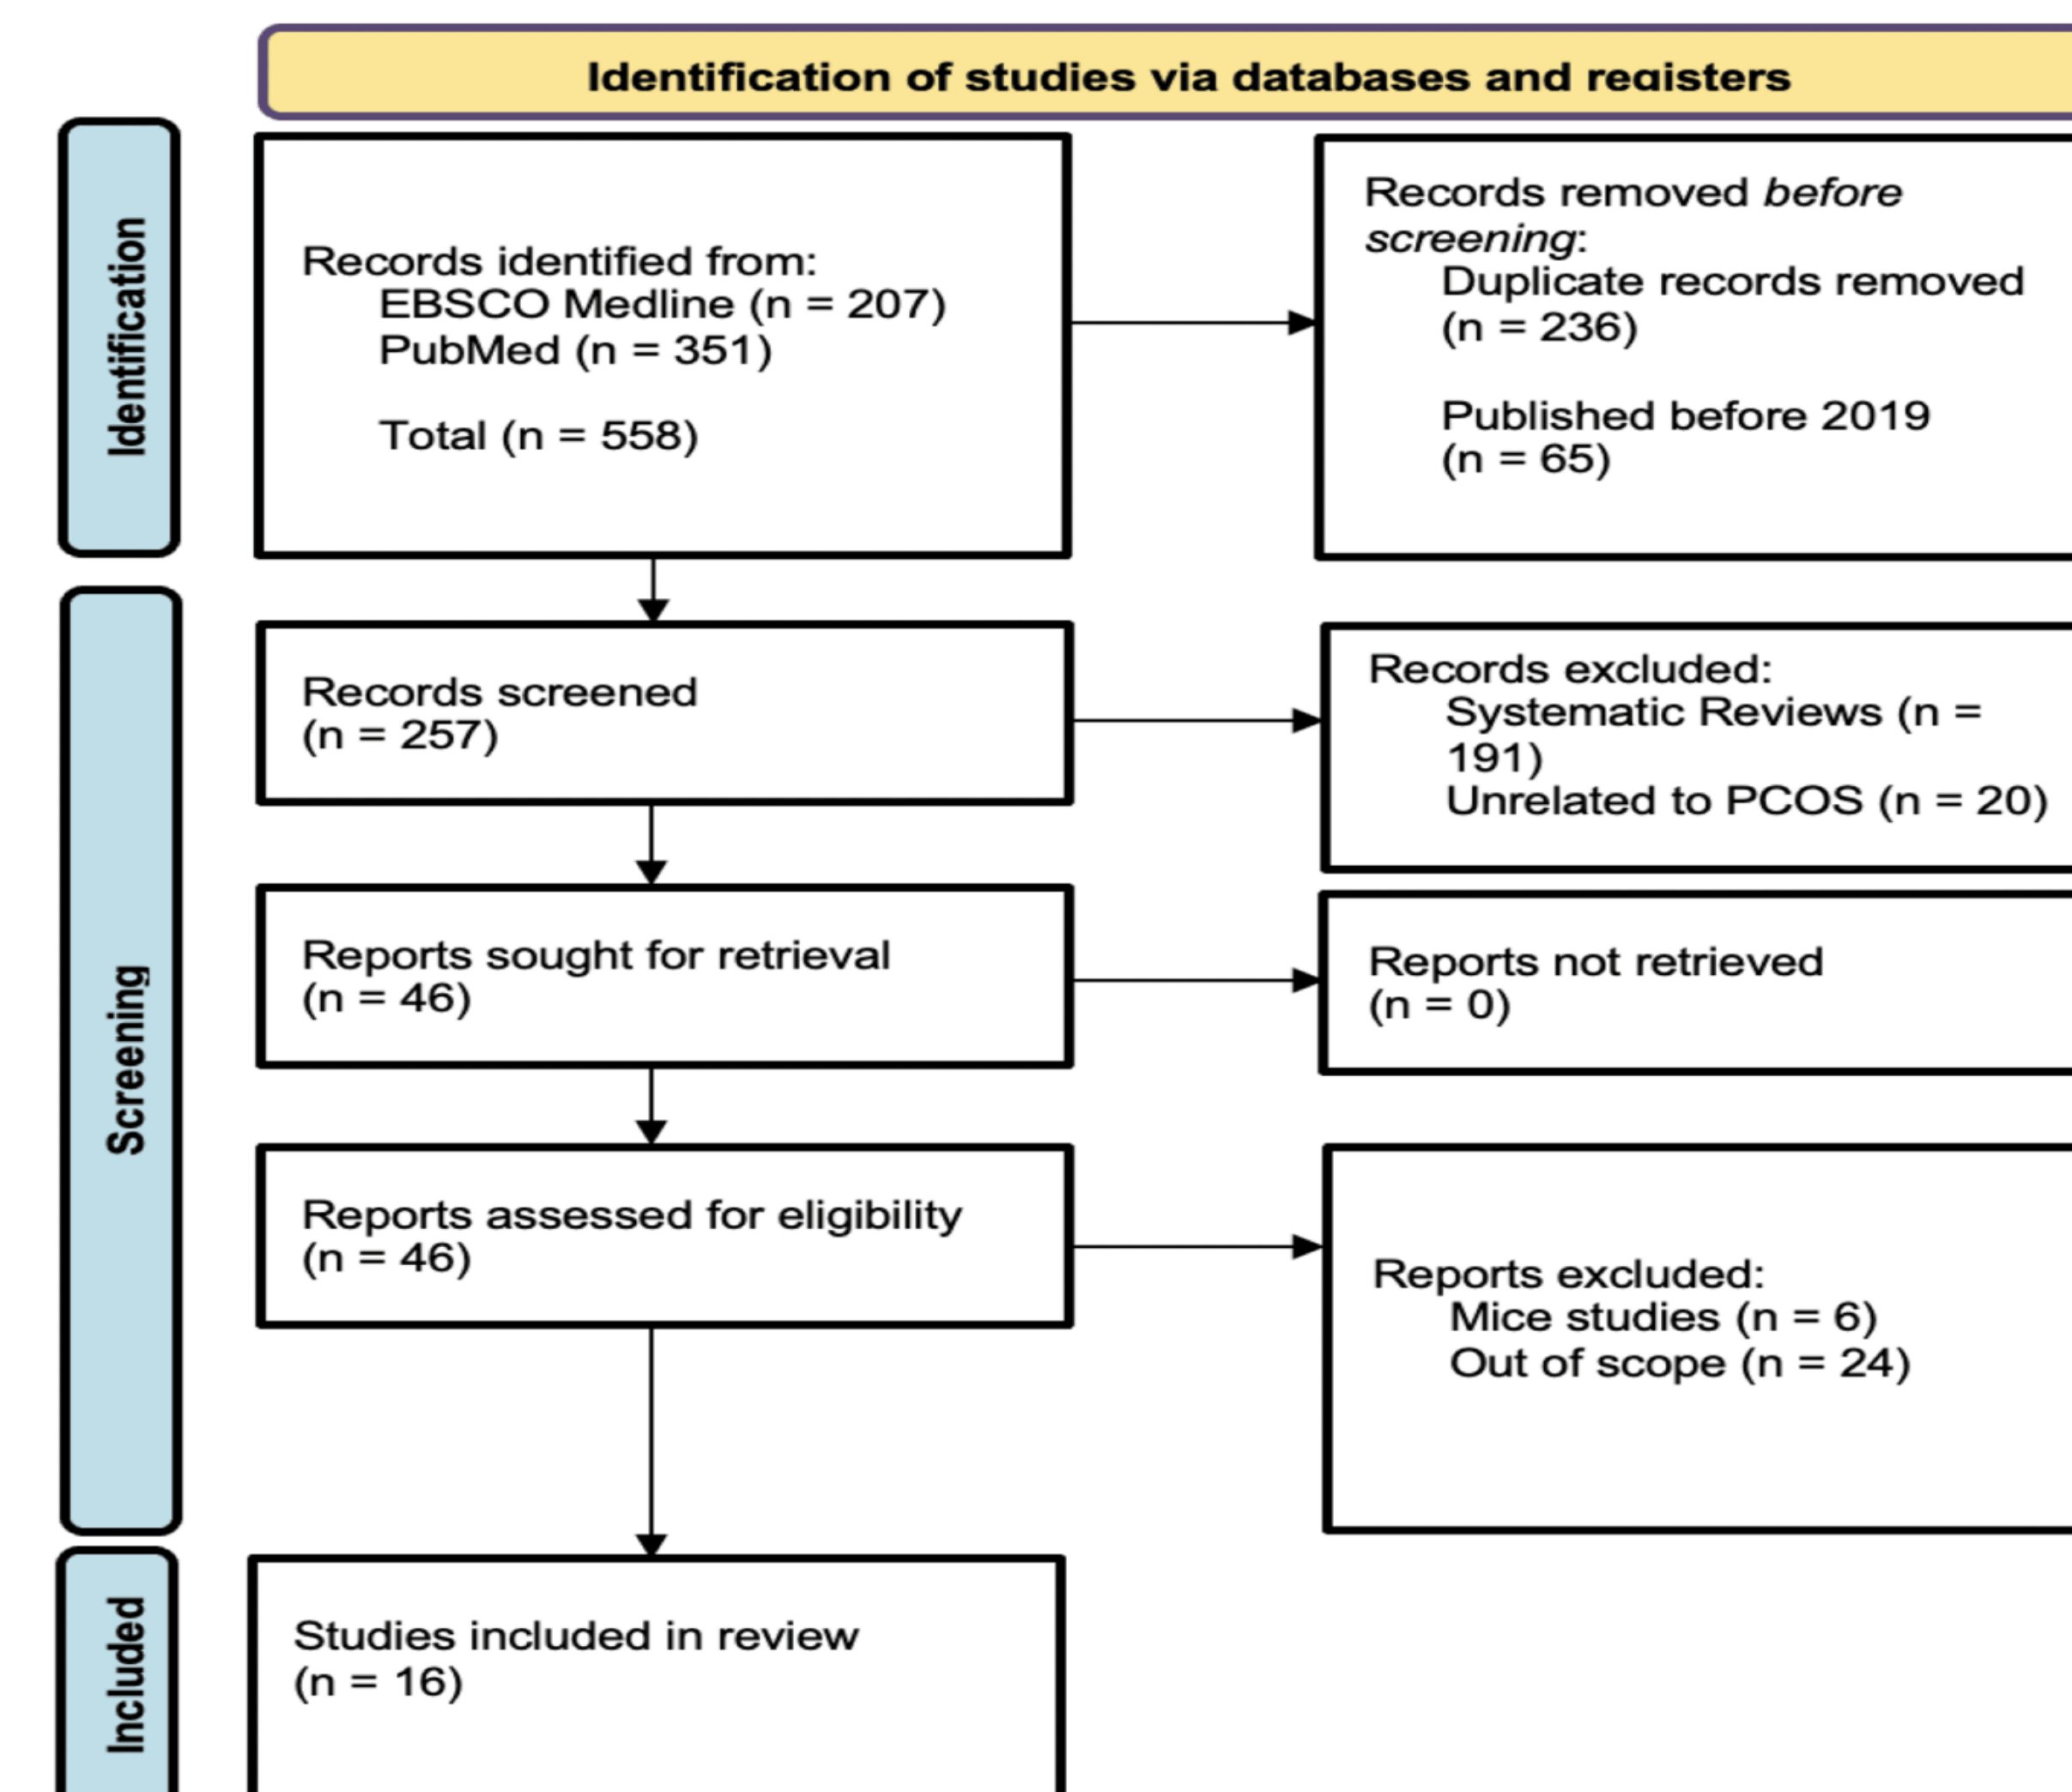 Identification of studies via databases and registers
Identification
Records identified from:
EBSCO Medline (n = 207)
PubMed (n = 351)
Total (n = 558)
Records removed before
screening:
Duplicate records removed
(n = 236)
Published before 2019
(n = 65)
Screening
Records screened
(n = 257)
Records excluded:
Systematic Reviews (n =
191)
Unrelated to PCOS (n = 20)
Reports sought for retrieval
(n = 46)
Reports not retrieved
(n = 0)
Reports assessed for eligibility
(n = 46)
Reports excluded:
Mice studies (n = 6)
Out of scope (n = 24)
Included
Studies included in review
(n = 16)